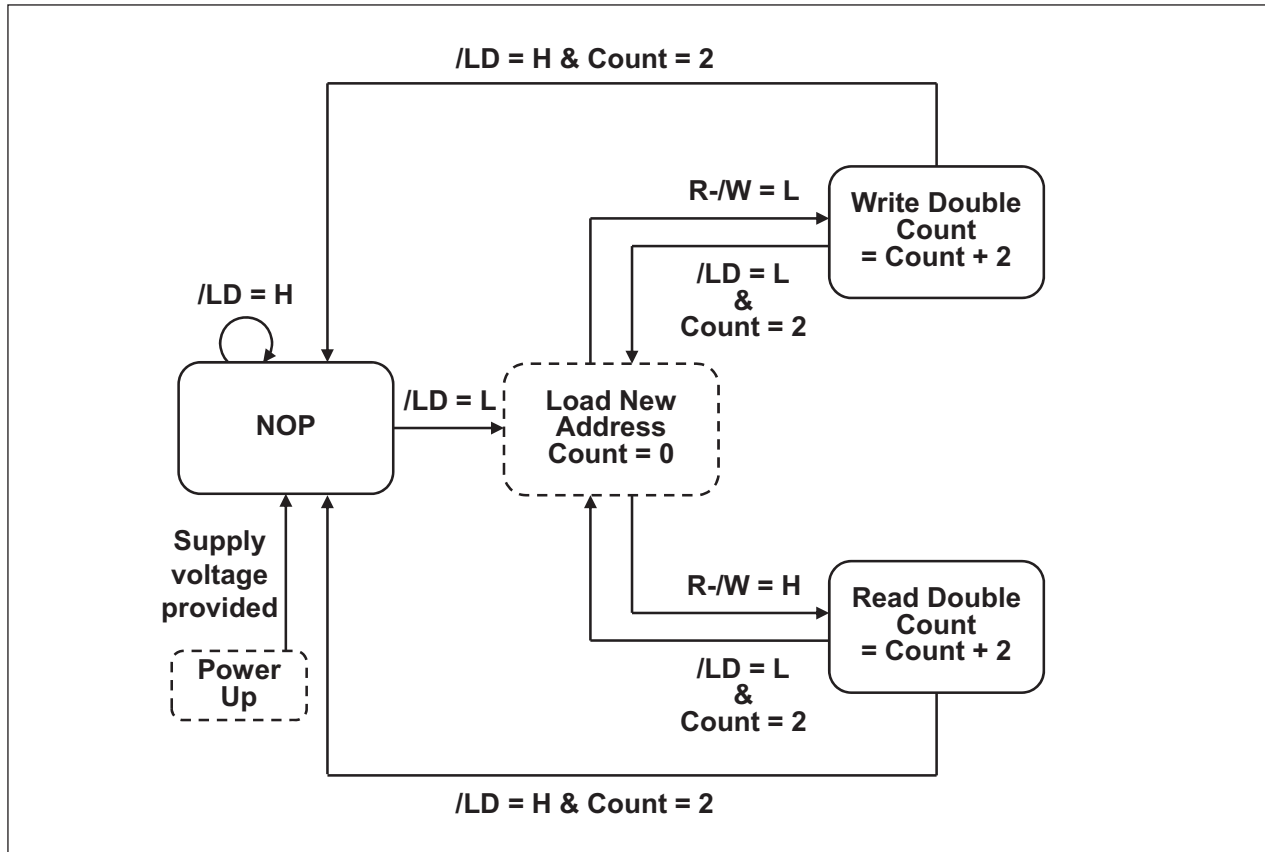 /LD = H & Count = 2
R-/W = L
Write Double
Count
= Count + 2
/LD = L
&
Count = 2
/LD = H
NOP
/LD = L
Load New
Address
Count = 0
Supply
voltage
provided
Power
Up
R-/W = H
Read Double
Count
= Count + 2
/LD = L
&
Count = 2
/LD = H & Count = 2